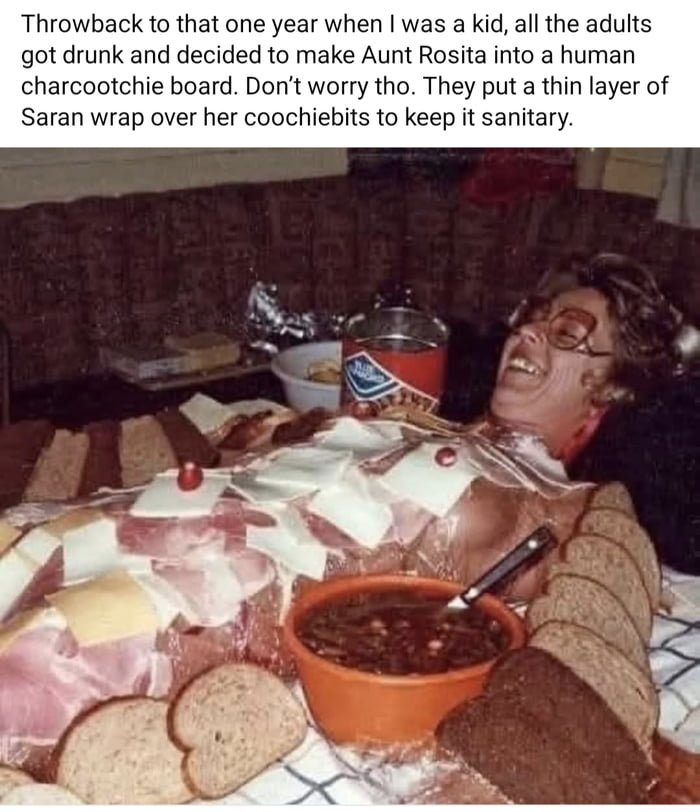 Throwback to that one year when I was a kid, all the adults
got drunk and decided to make Aunt Rosita into a human
charcootchie board. Don't worry tho. They put a thin layer of
Saran wrap over her coochiebits to keep it sanitary.